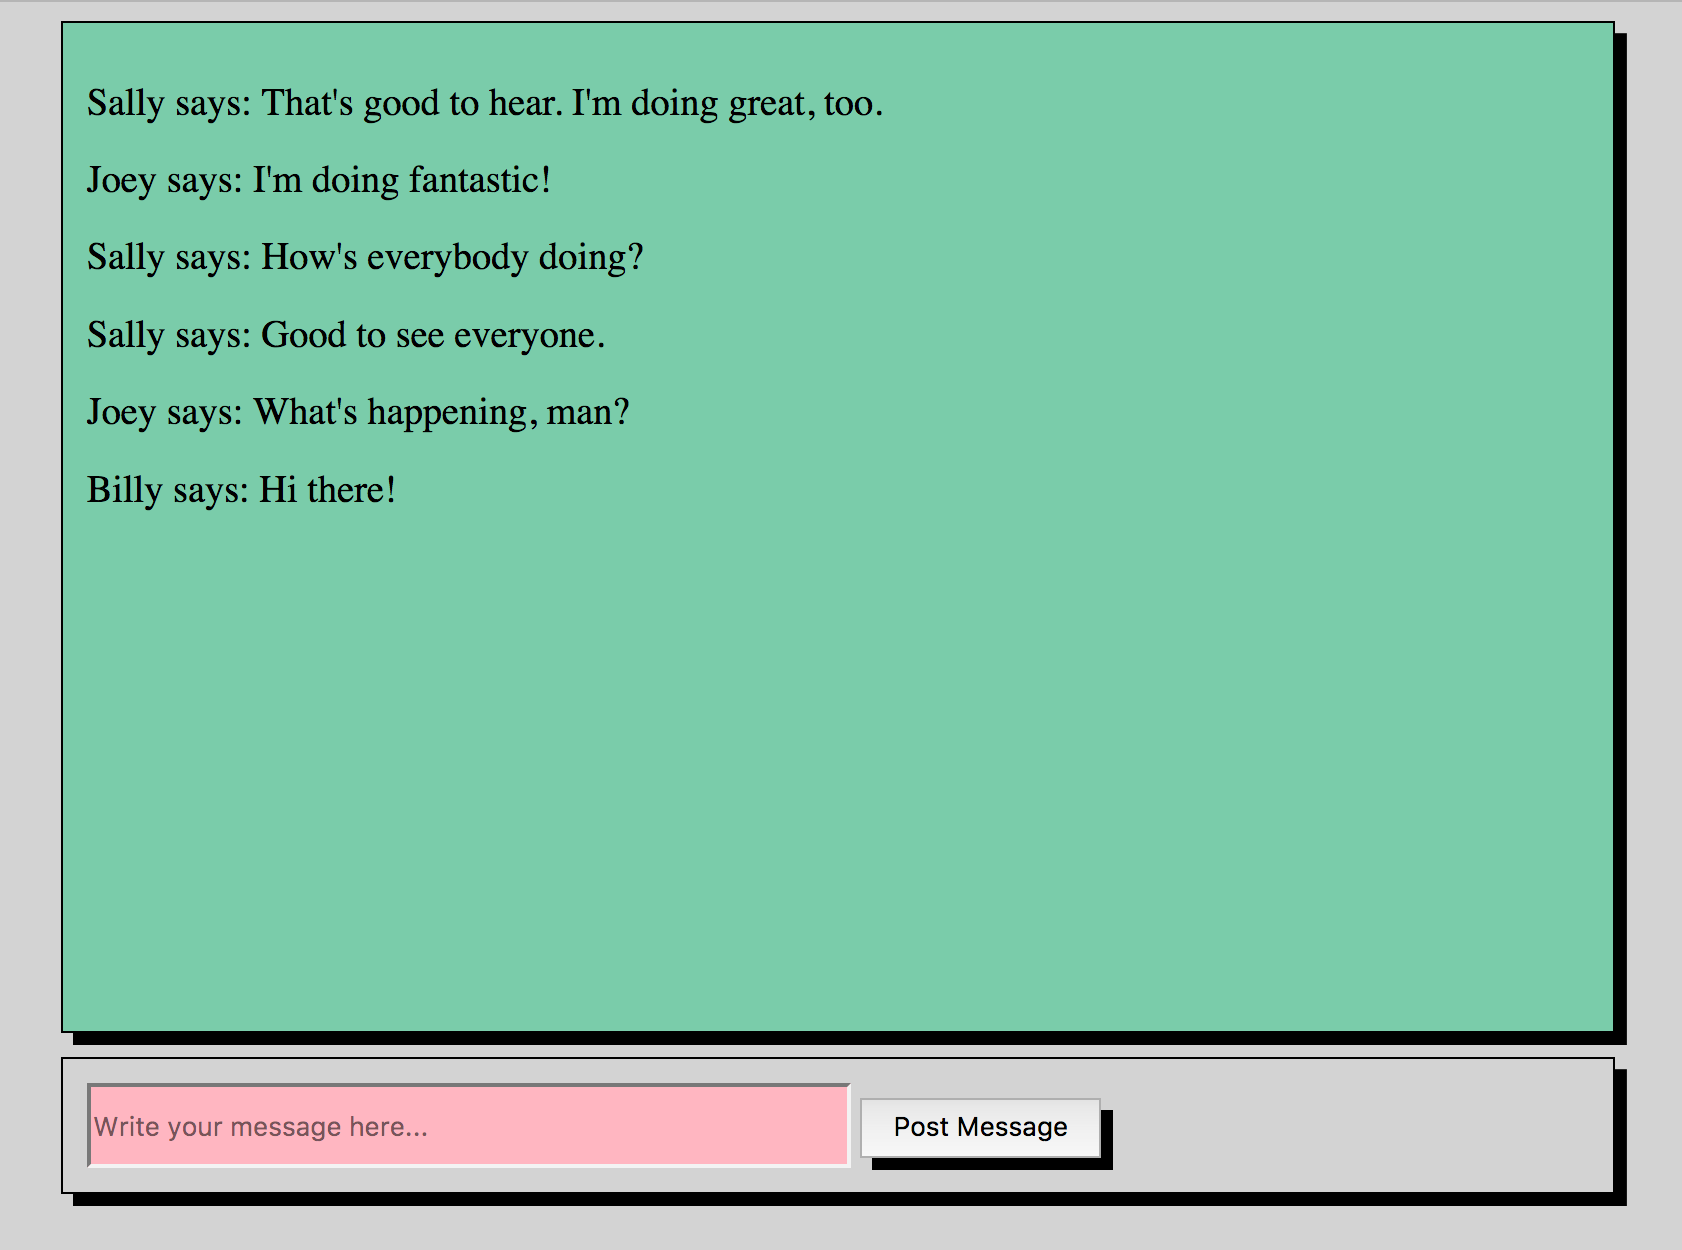 Sally says: That's good to hear. I'm doing great, too.
Joey says: I'm doing fantastic!
Sally says: How's everybody doing?
Sally says: Good to see everyone.
Joey says: What's happening, man?
Billy says: Hi there!
Write your message here...
Post Message